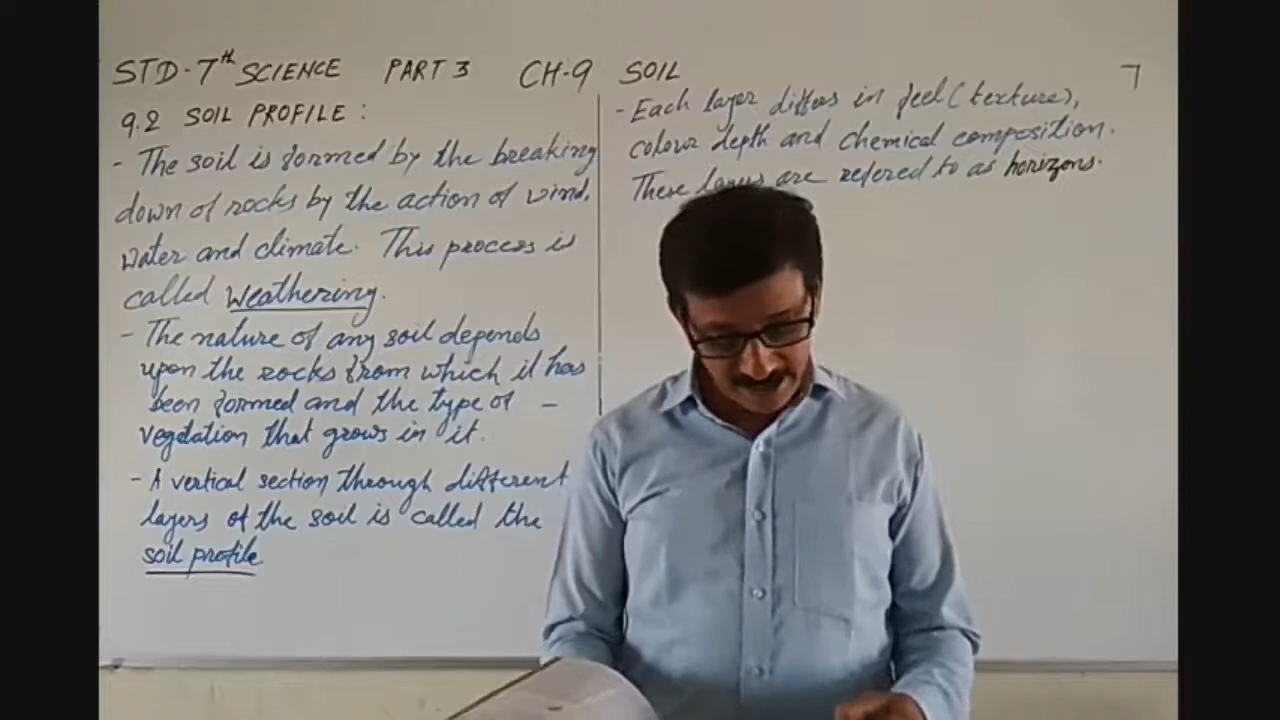 STD-7th SCIENCE PART 3 CH-9 SOIL 7
9.2 SOIL PROFILE :
- The soil is formed by the breaking
down of rocks by the action of wind,
water and climate. This process is
called Weathering.
- The nature of any soil depends
upon the rocks from which it has
been formed and the type of -
vegetation that grows in it.
- A vertical section through different
layers of the soil is called the
soil profile
- Each layer differs in feel (texture),
colour depth and chemical composition.
These layers are refered to as horizons.